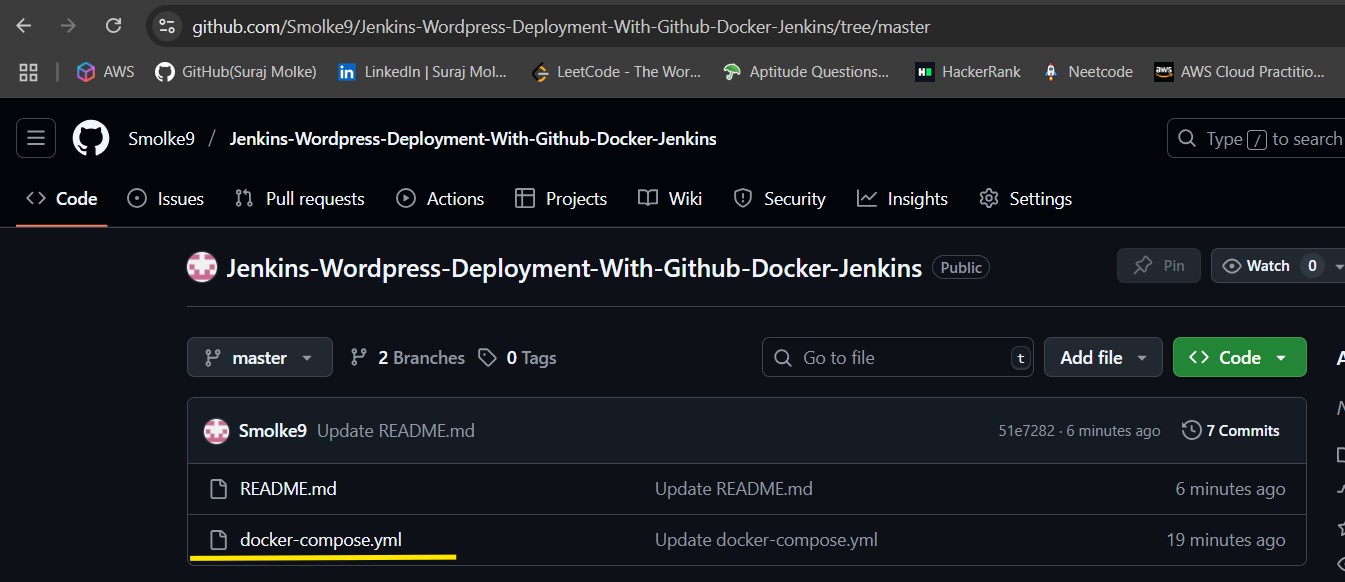 github.com/Smolke9/Jenkins-Wordpress-Deployment-With-Github-Docker-Jenkins/tree/master
AWS GitHub(Suraj Molke) LinkedIn | Suraj Mol... LeetCode - The Wor... Aptitude Questions... HackerRank Neetcode AWS Cloud Practitio...
Smolke9 / Jenkins-Wordpress-Deployment-With-Github-Docker-Jenkins Type / to search
Code Issues Pull requests Actions Projects Wiki Security Insights Settings
Jenkins-Wordpress-Deployment-With-Github-Docker-Jenkins Public Pin Watch 0
master 2 Branches 0 Tags Go to file t Add file Code
Smolke9 Update README.md 51e7282 · 6 minutes ago 7 Commits
README.md Update README.md 6 minutes ago
docker-compose.yml Update docker-compose.yml 19 minutes ago